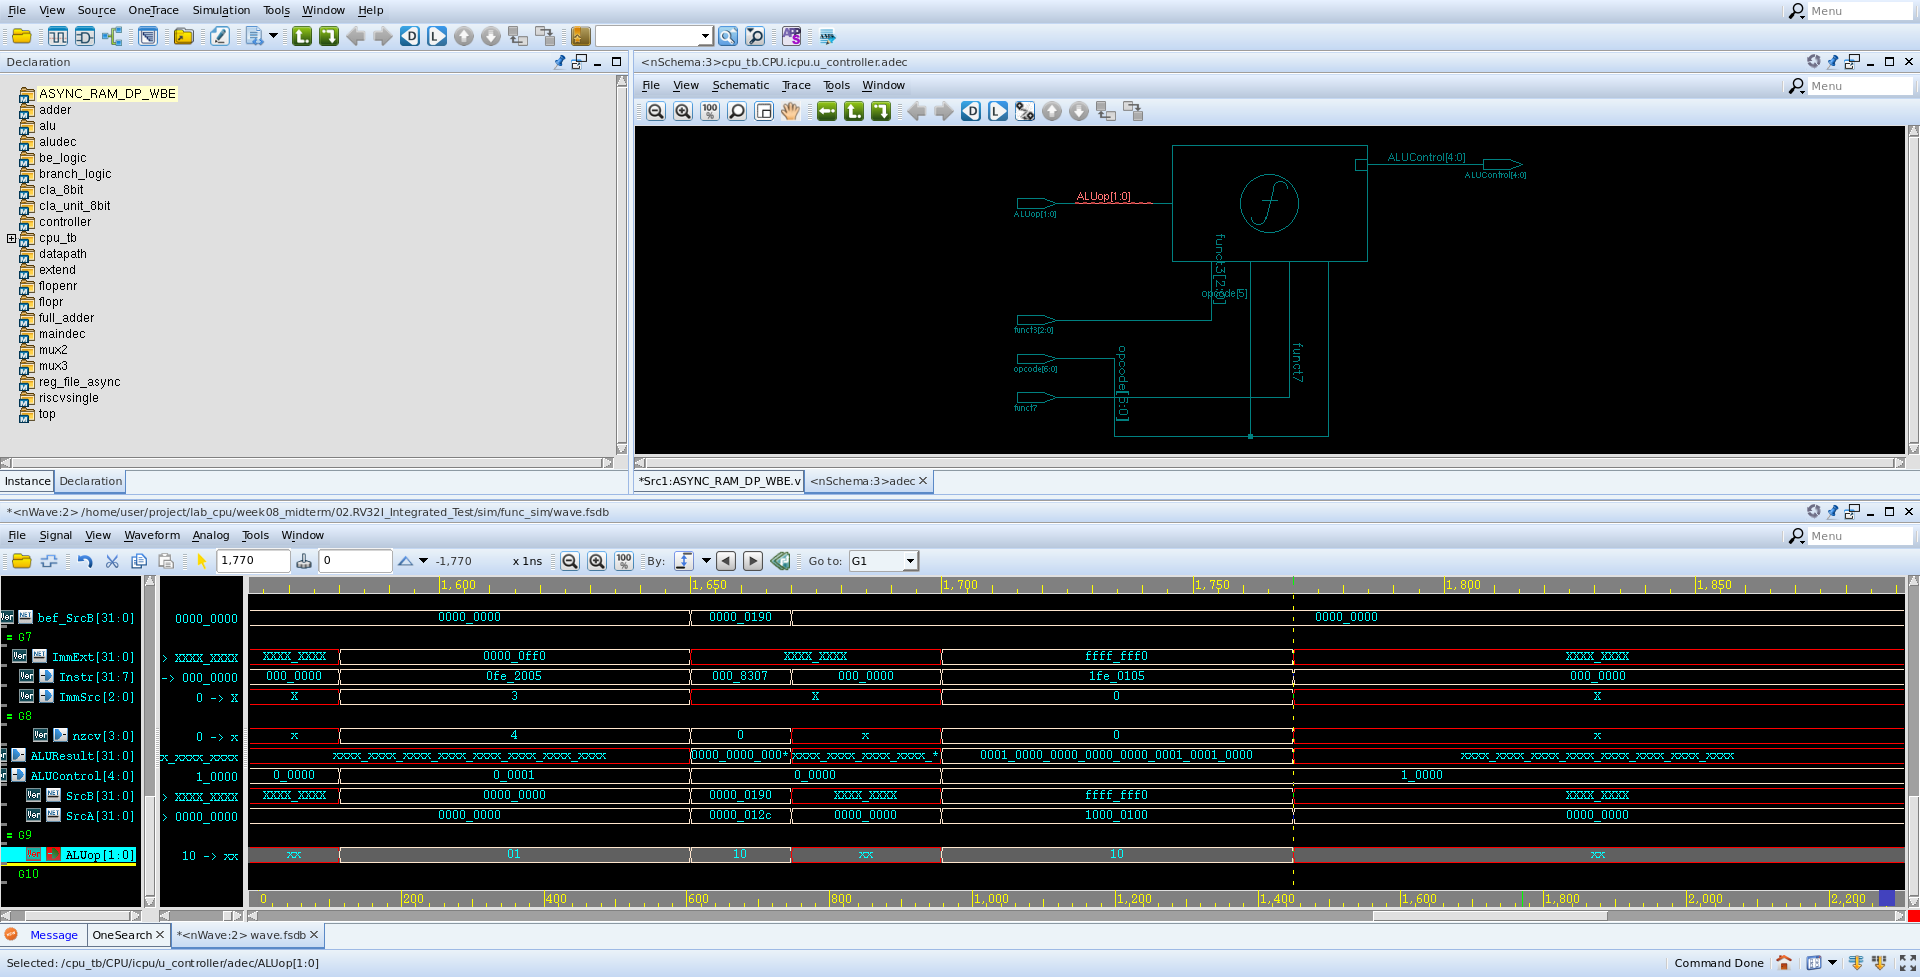 File View Source OneTrace Simulation Tools Window Help
Menu
Declaration
ASYNC_RAM_DP_WBE
adder
alu
aludec
be_logic
branch_logic
cla_8bit
cla_unit_8bit
controller
cpu_tb
datapath
extend
flopenr
flopr
full_adder
maindec
mux2
mux3
reg_file_async
riscvsingle
top
Instance Declaration
<nSchema:3>cpu_tb.CPU.icpu.u_controller.adec
File View Schematic Trace Tools Window
Menu
100%
ALUControl[4:0]
ALUControl[4:0]
ALUop[1:0]
ALUop[1:0]
funct3[2:0]
opcode[5]
funct3[2:0]
opcode[6:0]
opcode[5:0]
funct7
funct7
*Src1:ASYNC_RAM_DP_WBE.v <nSchema:3>adec
*<nWave:2> /home/user/project/lab_cpu/week08_midterm/02.RV32I_Integrated_Test/sim/func_sim/wave.fsdb
File Signal View Waveform Analog Tools Window
Menu
1,770 0 -1,770 x 1ns 100% By: Go to: G1
1,600 1,650 1,700 1,750 1,800 1,850
bef_SrcB[31:0] 0000_0000 0000_0000 0000_0190 0000_0000
G7
ImmExt[31:0] > XXXX_XXXX XXXX_XXXX 0000_0ff0 XXXX_XXXX ffff_fff0 XXXX_XXXX
Instr[31:7] -> 000_0000 000_0000 0fe_2005 000_8307 000_0000 1fe_0105 000_0000
ImmSrc[2:0] 0 -> X X 3 X 0 X
G8
nzcv[3:0] 0 -> x x 4 0 x 0 x
ALUResult[31:0] x_xxxx_xxxx xxxx_xxxx_xxxx_xxxx_xxxx_xxxx_xxxx 0000_0000_000* xxxx_xxxx_xxxx_xxxx_* 0001_0000_0000_0000_0001_0001_0000 xxxx_xxxx_xxxx_xxxx_xxxx_xxxx_xxxx
ALUControl[4:0] 1_0000 0_0000 0_0001 0_0000 1_0000
SrcB[31:0] > XXXX_XXXX XXXX_XXXX 0000_0000 0000_0190 XXXX_XXXX ffff_fff0 XXXX_XXXX
SrcA[31:0] > 0000_0000 0000_0000 0000_012c 0000_0000 1000_0100 0000_0000
G9
ALUop[1:0] 10 -> xx xx 01 10 xx 10 xx
G10
0 200 400 600 800 1,000 1,200 1,400 1,600 1,800 2,000 2,200
Message OneSearch *<nWave:2> wave.fsdb
Selected: /cpu_tb/CPU/icpu/u_controller/adec/ALUop[1:0]
Command Done